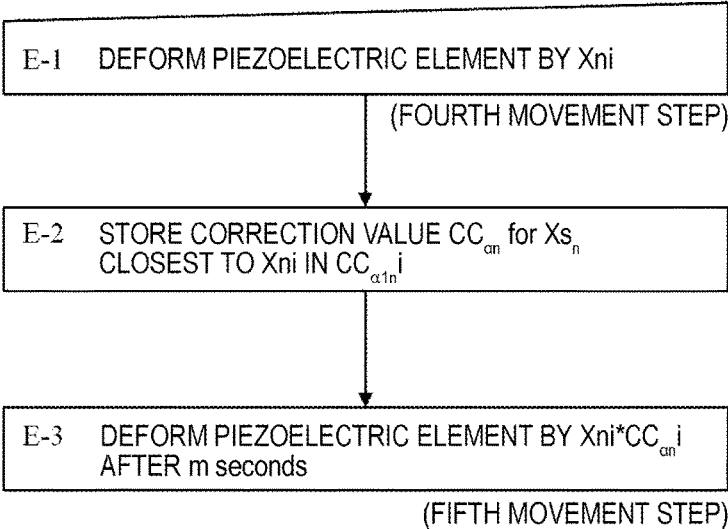 E-1 DEFORM PIEZOELECTRIC ELEMENT BY Xni
(FOURTH MOVEMENT STEP)
E-2 STORE CORRECTION VALUE CCαn for Xsn
CLOSEST TO Xni IN CCα1ni
E-3 DEFORM PIEZOELECTRIC ELEMENT BY Xni*CCαni
AFTER m seconds
(FIFTH MOVEMENT STEP)